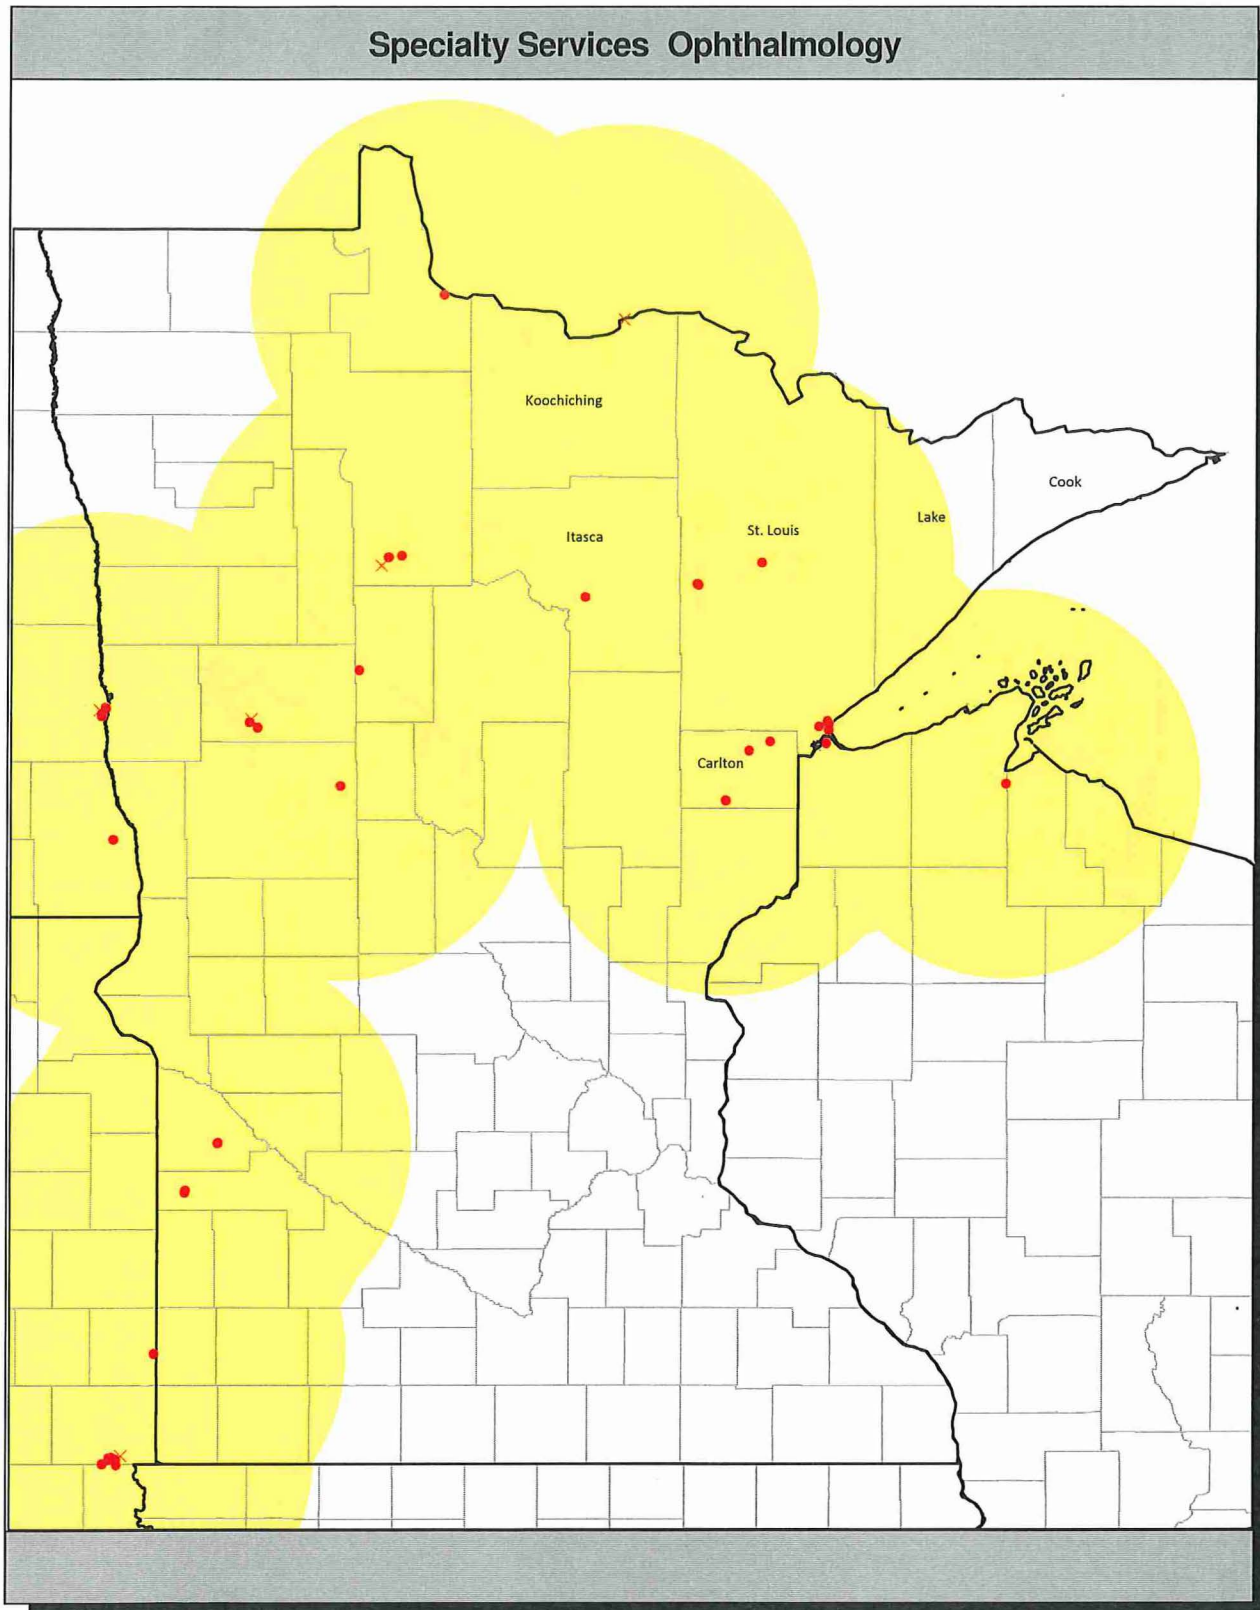 Specialty Services Ophthalmology
Koochiching
Cook
Lake
St. Louis
Itasca
Carlton